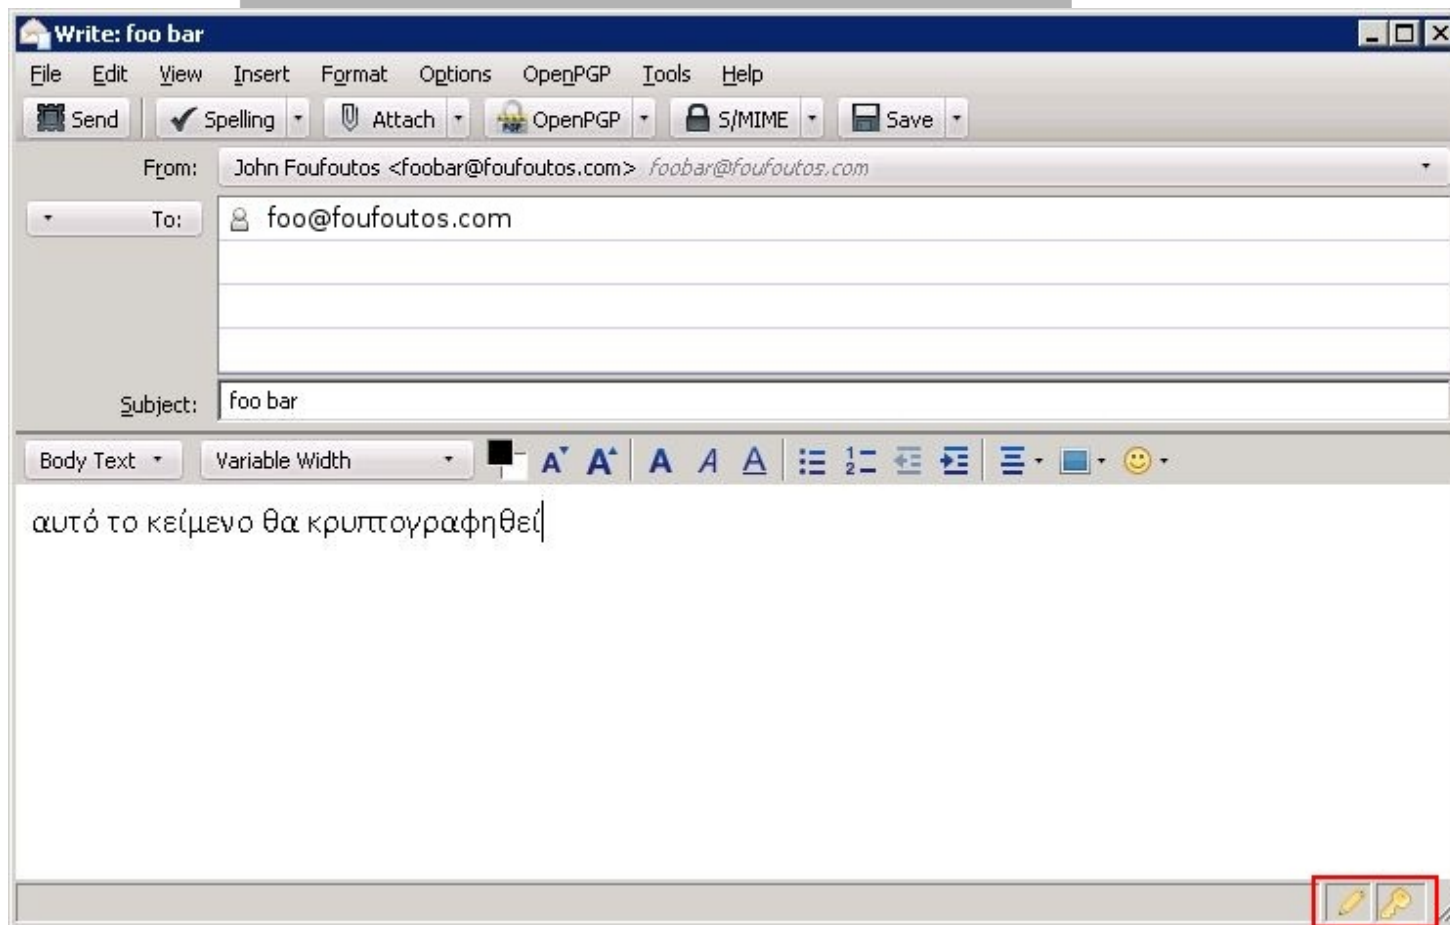 Write: foo bar
File Edit View Insert Format Options OpenPGP Tools Help
Send Spelling Attach OpenPGP S/MIME Save
From: John Foufoutos <foobar@foufoutos.com> foobar@foufoutos.com
To: foo@foufoutos.com
Subject: foo bar
Body Text Variable Width
αυτό το κείμενο θα κρυπτογραφηθεί